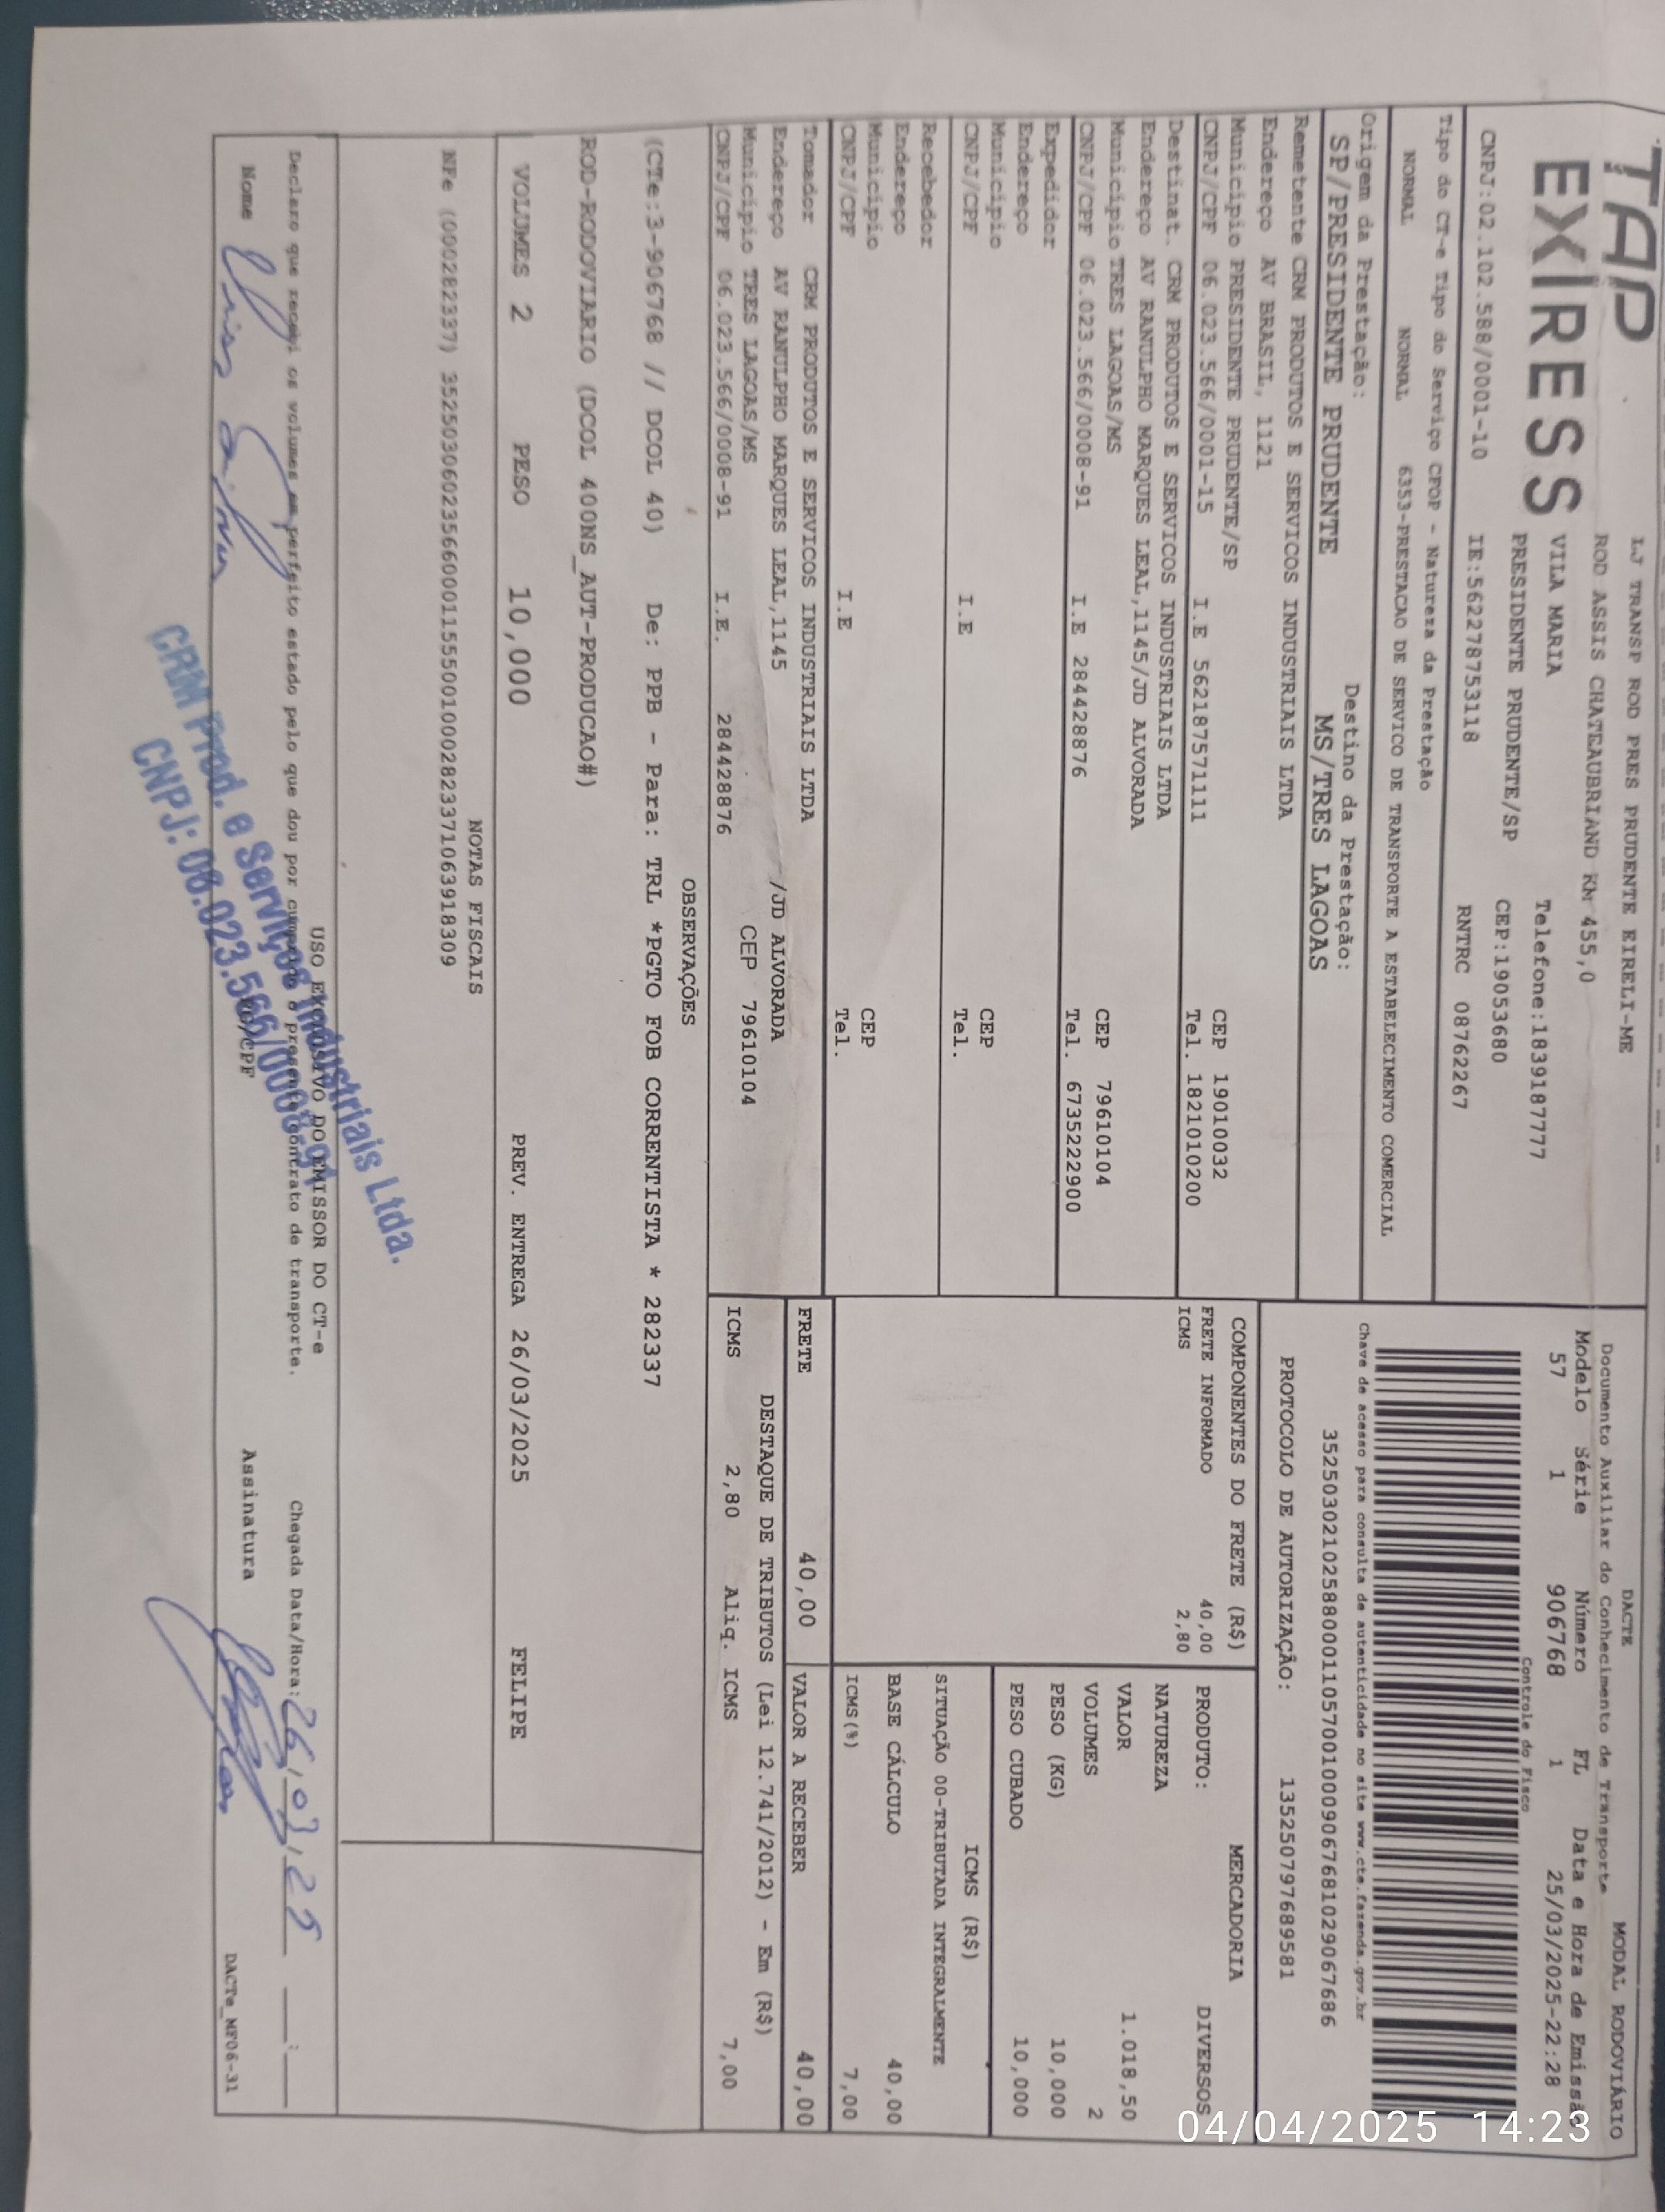 TAP
EXPRESS
LJ TRANSP ROD PRES PRUDENTE EIRELI-ME
ROD ASSIS CHATEAUBRIAND KM 455,0
VILA MARIA Telefone:1839187777
PRESIDENTE PRUDENTE/SP CEP:19053680
CNPJ:02.102.588/0001-10 IE:562278753118 RNTRC 08762267
Tipo do CT-e Tipo do Serviço CFOP - Natureza da Prestação
NORMAL NORMAL 6353-PRESTACAO DE SERVICO DE TRANSPORTE A ESTABELECIMENTO COMERCIAL
Origem da Prestação: Destino da Prestação:
SP/PRESIDENTE PRUDENTE MS/TRES LAGOAS
Remetente CRM PRODUTOS E SERVICOS INDUSTRIAIS LTDA
Endereço AV BRASIL, 1121
Município PRESIDENTE PRUDENTE/SP CEP 19010032
CNPJ/CPF 06.023.566/0001-15 I.E 562187571111 Tel. 1821010200
Destinat. CRM PRODUTOS E SERVICOS INDUSTRIAIS LTDA
Endereço AV RANULPHO MARQUES LEAL,1145/JD ALVORADA
Município TRES LAGOAS/MS CEP 79610104
CNPJ/CPF 06.023.566/0008-91 I.E 284428876 Tel. 6735222900
Expedidor
Endereço
Município CEP
CNPJ/CPF I.E Tel.
Recebedor
Endereço
Município CEP
CNPJ/CPF I.E Tel.
Tomador CRM PRODUTOS E SERVICOS INDUSTRIAIS LTDA
Endereço AV RANULPHO MARQUES LEAL,1145 /JD ALVORADA
Município TRES LAGOAS/MS CEP 79610104
CNPJ/CPF 06.023.566/0008-91 I.E. 284428876
DACTE MODAL RODOVIÁRIO
Documento Auxiliar do Conhecimento de Transporte
Modelo Série Número FL Data e Hora de Emissão
57 1 906768 1 25/03/2025-22:28
Controle do Fisco
Chave de acesso para consulta de autenticidade no site www.cte.fazenda.gov.br
35250302102588000110570010009067681029067686
PROTOCOLO DE AUTORIZAÇÃO: 135250797689581
COMPONENTES DO FRETE (R$)
FRETE INFORMADO 40,00
ICMS 2,80
MERCADORIA
PRODUTO: DIVERSOS
NATUREZA
VALOR 1.018,50
VOLUMES 2
PESO (KG) 10,000
PESO CUBADO 10,000
ICMS (R$)
SITUAÇÃO 00-TRIBUTADA INTEGRALMENTE
BASE CÁLCULO 40,00
ICMS(%) 7,00
FRETE 40,00 VALOR A RECEBER 40,00
DESTAQUE DE TRIBUTOS (Lei 12.741/2012) - Em (R$)
ICMS 2,80 Aliq. ICMS 7,00
OBSERVAÇÕES
(CTe:3-906768 // DCOL 40) De: PPB - Para: TRL *PGTO FOB CORRENTISTA * 282337
ROD-RODOVIARIO (DCOL 400NS_AUT-PRODUCAO#)
VOLUMES 2 PESO 10,000 PREV. ENTREGA 26/03/2025 FELIPE
NOTAS FISCAIS
NFe (000282337) 35250306023566000115550010002823371063918309
USO EXCLUSIVO DO EMISSOR DO CT-e
Declaro que recebi os volumes em perfeito estado pelo que dou por cumprido o presente contrato de transporte. Chegada Data/Hora: 26/03/25 __:__
Nome RG/CPF Assinatura
CRM Prod. e Serviços Industriais Ltda.
CNPJ: 06.023.566/0008-91
DACTe_MF06-31
04/04/2025 14:23